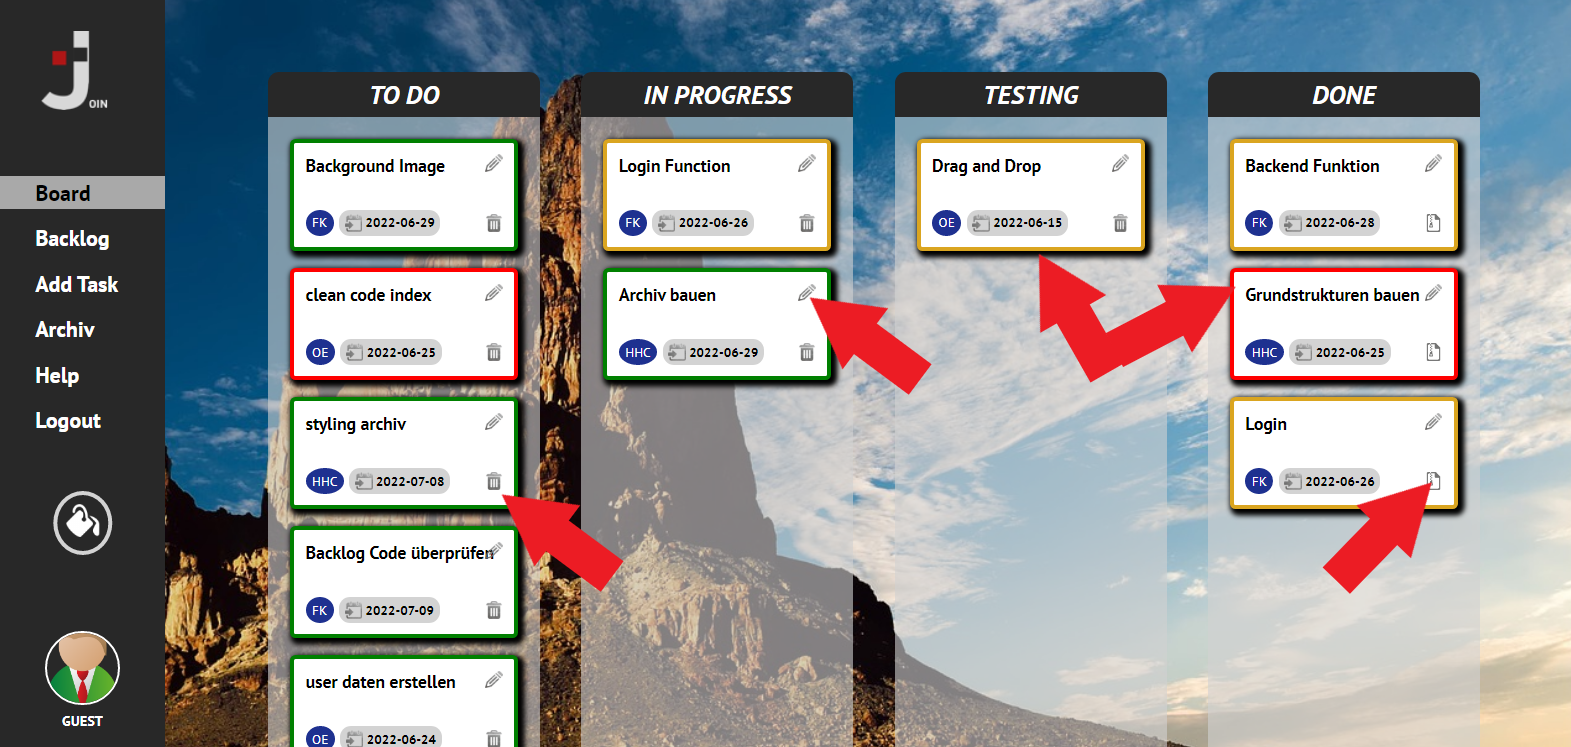 J
OIN
Board
Backlog
Add Task
Archiv
Help
Logout
GUEST
TO DO
Background Image
FK 2022-06-29
clean code index
OE 2022-06-25
styling archiv
HHC 2022-07-08
Backlog Code überprüfen
FK 2022-07-09
user daten erstellen
OE 2022-06-24
IN PROGRESS
Login Function
FK 2022-06-26
Archiv bauen
HHC 2022-06-29
TESTING
Drag and Drop
OE 2022-06-15
DONE
Backend Funktion
FK 2022-06-28
Grundstrukturen bauen
HHC 2022-06-25
Login
FK 2022-06-26